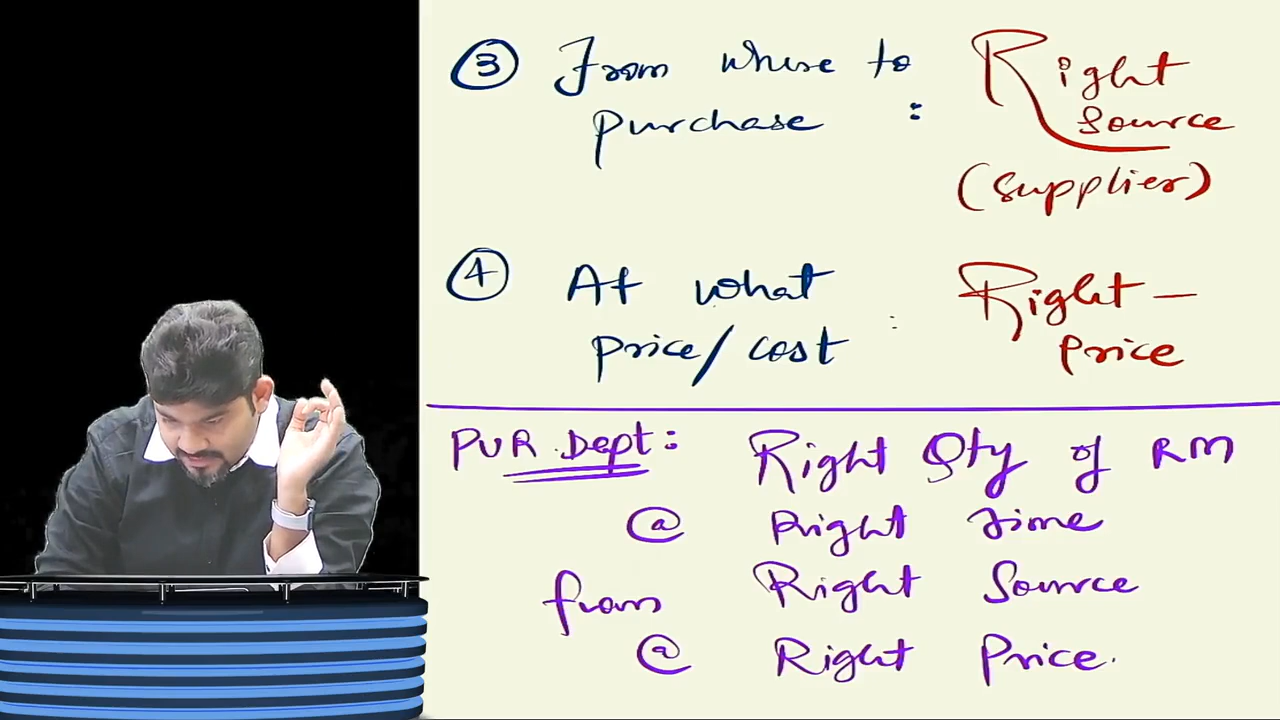 ③ From where to Right
purchase : Source
(Supplier)
④ At what Right –
price/cost : Price
PUR. Dept: Right Qty of RM
@ Right time
from Right Source
@ Right Price.